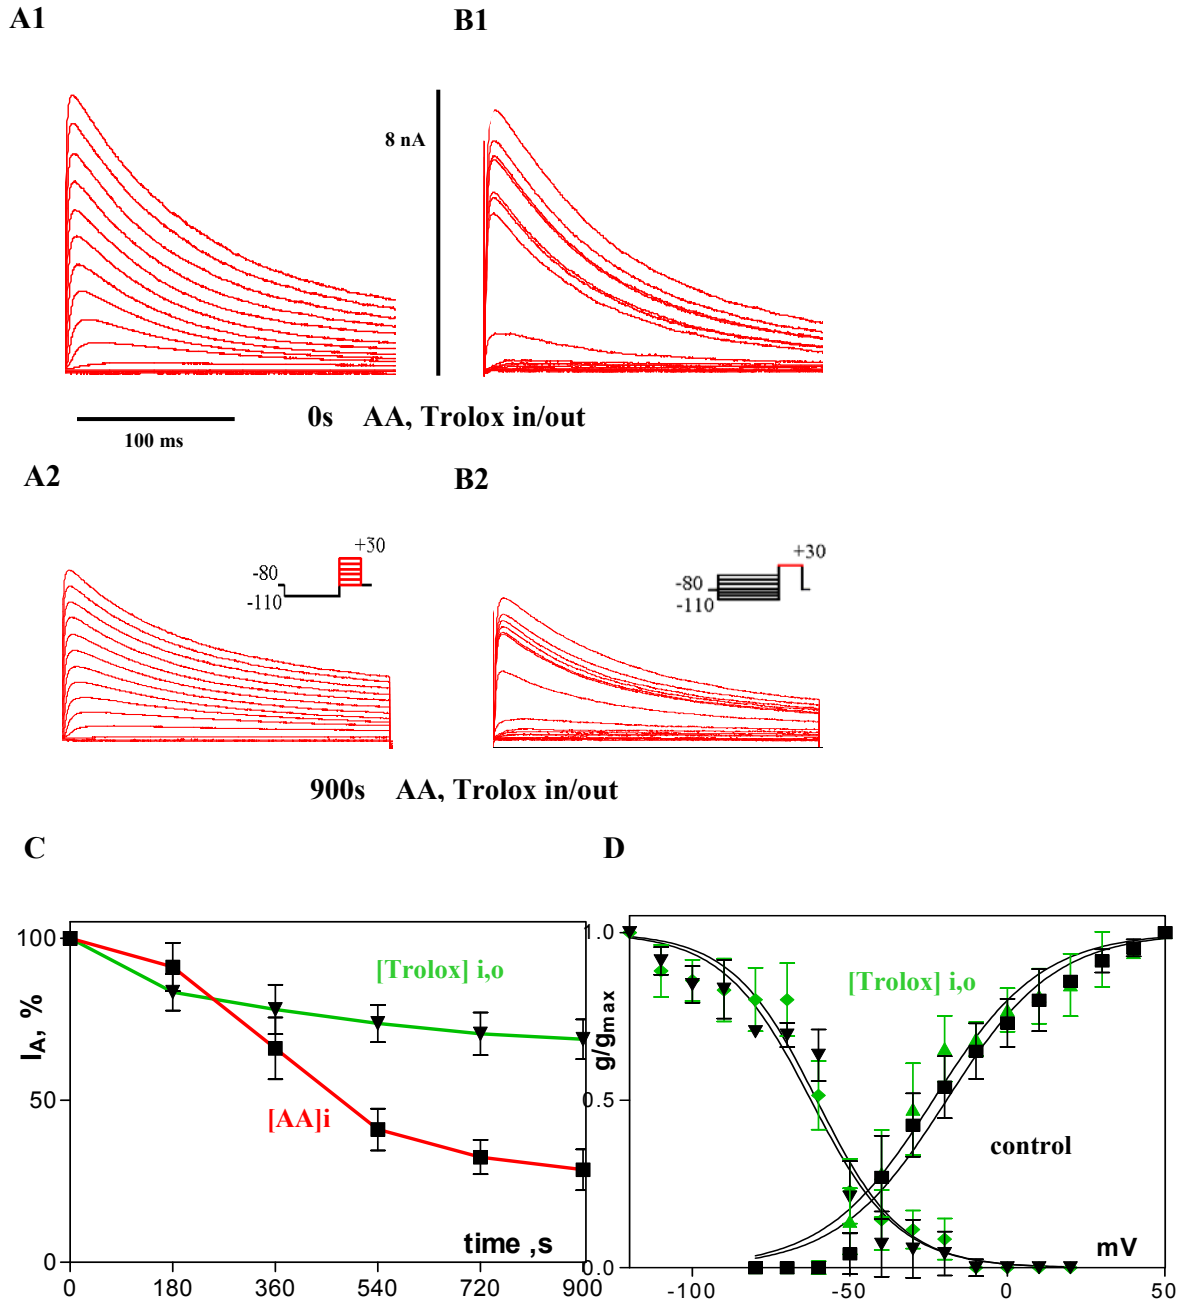 A1
B1
8 nA
100 ms
0s AA, Trolox in/out
A2
B2
+30
-80
-110
+30
-80
-110
900s AA, Trolox in/out
C
D
100
50
0
IA, %
[Trolox] i,o
[AA]i
time ,s
0 180 360 540 720 900
1.0
0.5
0.0
g/gmax
[Trolox] i,o
control
mV
-100 -50 0 50